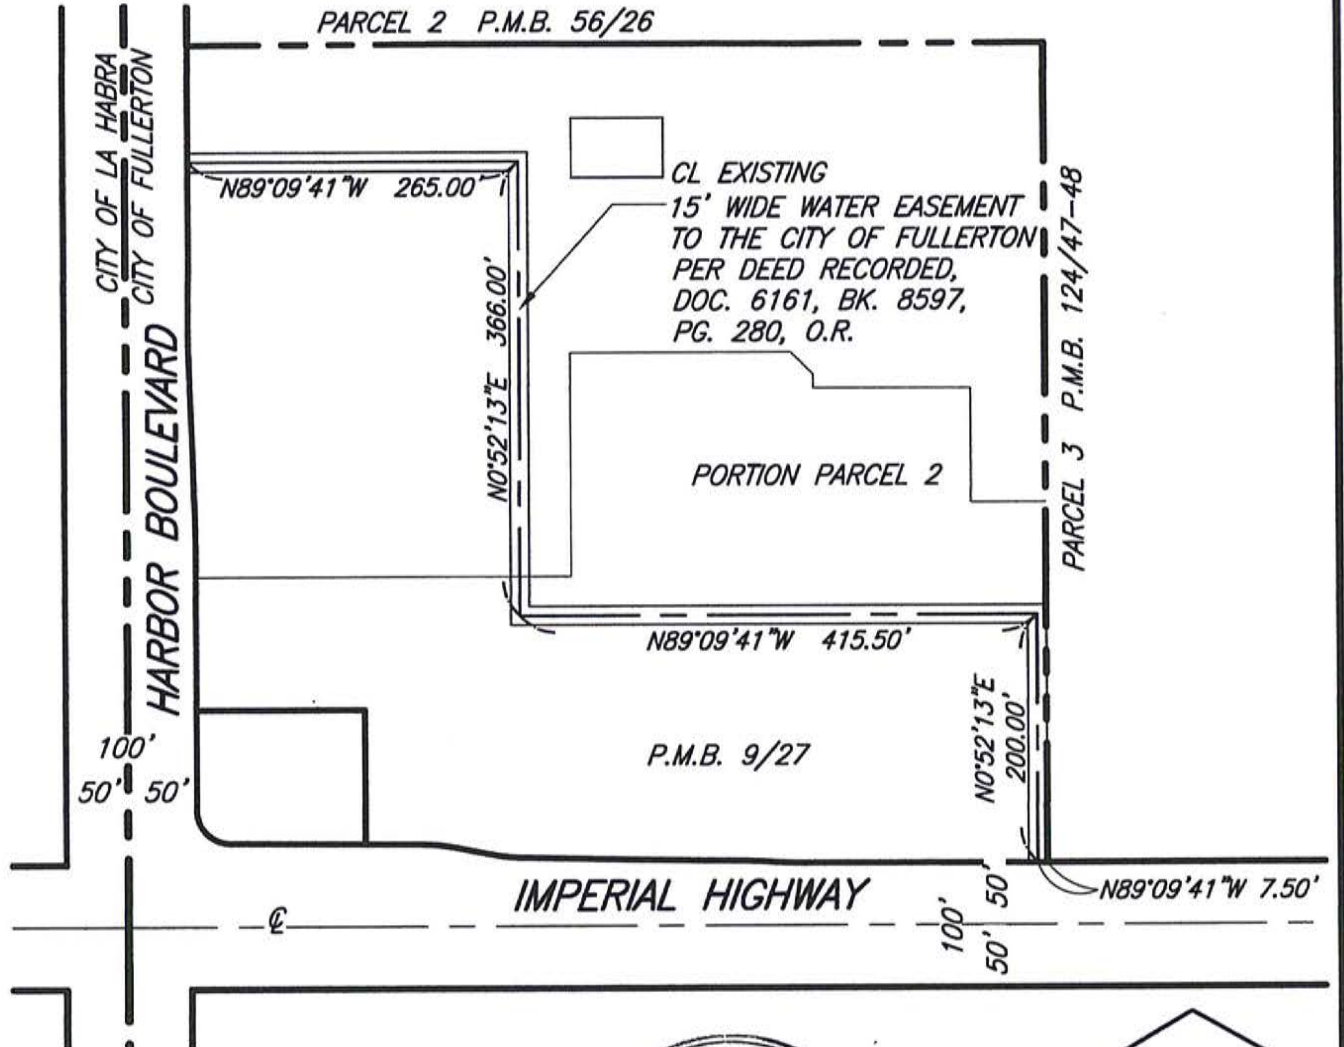 PARCEL 2 P.M.B. 56/26
CITY OF LA HABRA
CITY OF FULLERTON
N89°09'41"W 265.00'
CL EXISTING
15' WIDE WATER EASEMENT
TO THE CITY OF FULLERTON
PER DEED RECORDED,
DOC. 6161, BK. 8597,
PG. 280, O.R.
N0°52'13"E 366.00'
PARCEL 3 P.M.B. 124/47-48
HARBOR BOULEVARD
PORTION PARCEL 2
N89°09'41"W 415.50'
N0°52'13"E
200.00'
P.M.B. 9/27
100'
50' 50'
IMPERIAL HIGHWAY
N89°09'41"W 7.50'
℄
100'
50'
50'